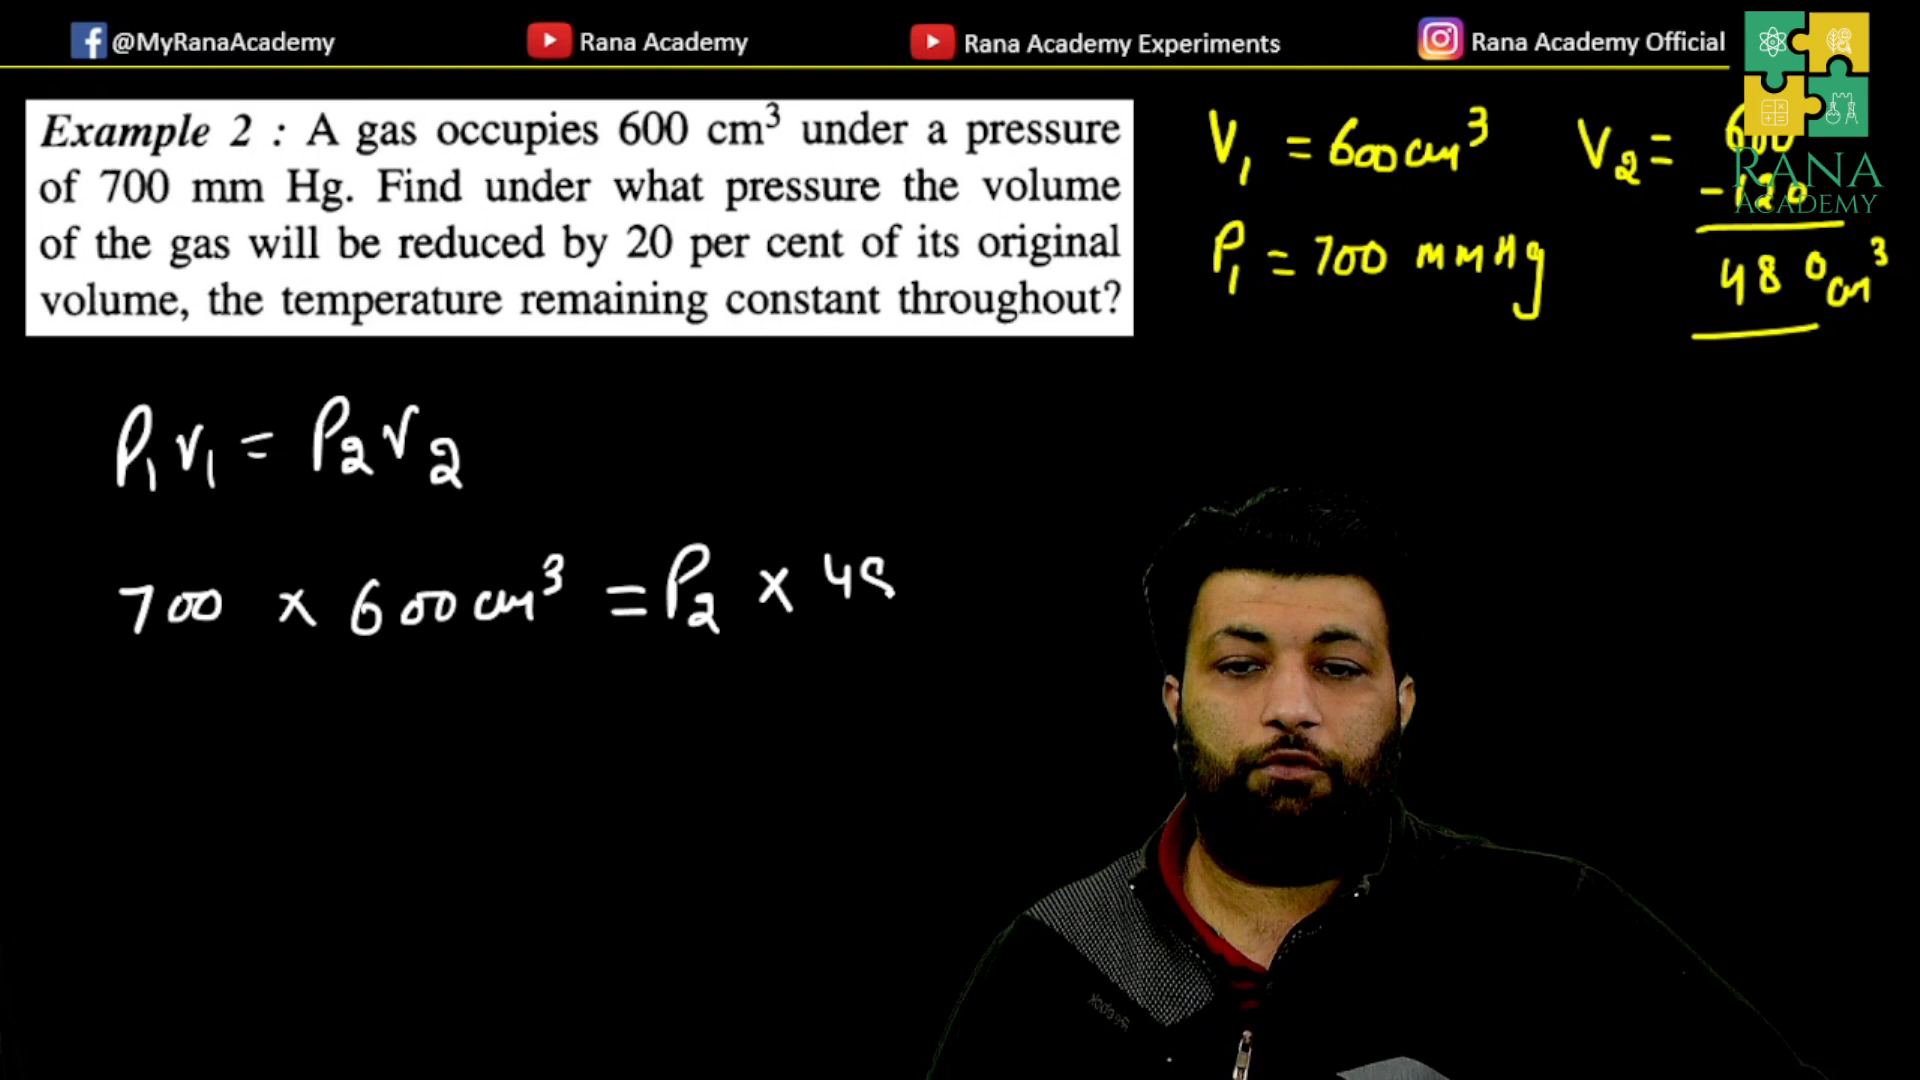 @MyRanaAcademy
Rana Academy
Rana Academy Experiments
Rana Academy Official
RANA
ACADEMY
Example 2 : A gas occupies 600 cm³ under a pressure
of 700 mm Hg. Find under what pressure the volume
of the gas will be reduced by 20 per cent of its original
volume, the temperature remaining constant throughout?
V₁ = 600 cm³
P₁ = 700 mmHg
V₂ = 600
-120
480 cm³
P₁V₁ = P₂V₂
700 × 600 cm³ = P₂ × 48
Reebok